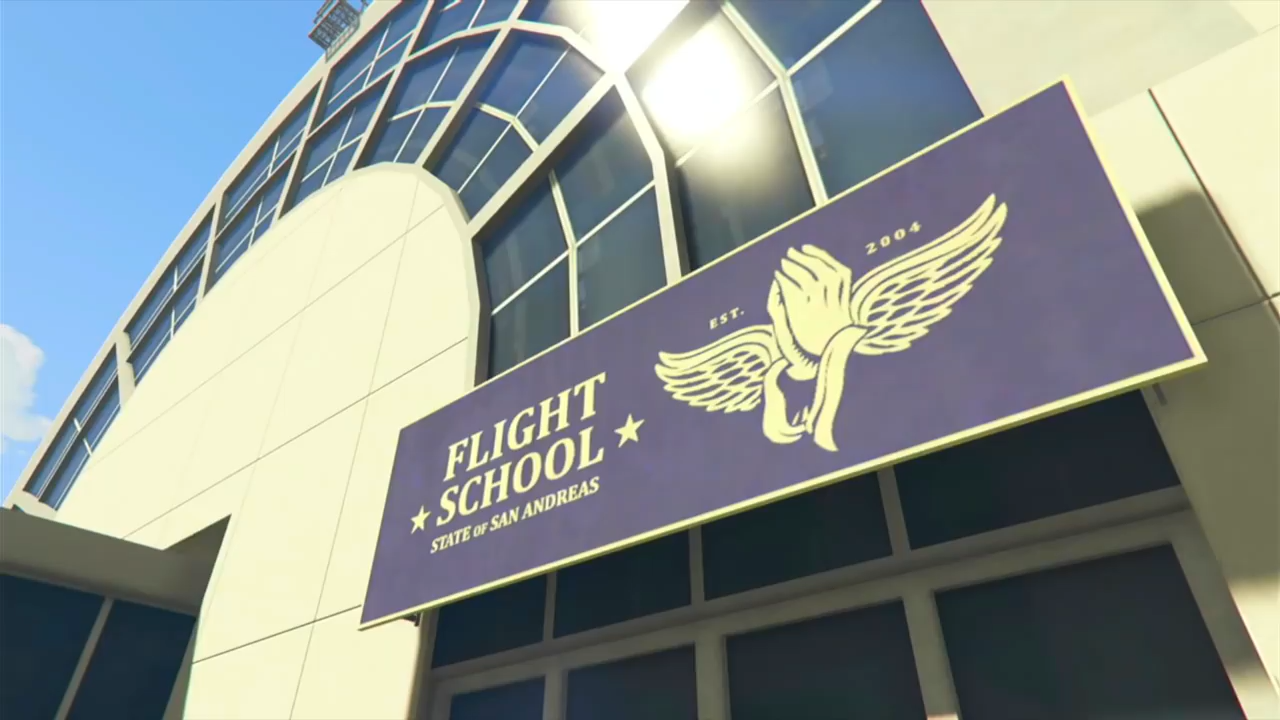 FLIGHT
SCHOOL
STATE OF SAN ANDREAS
EST.
2004